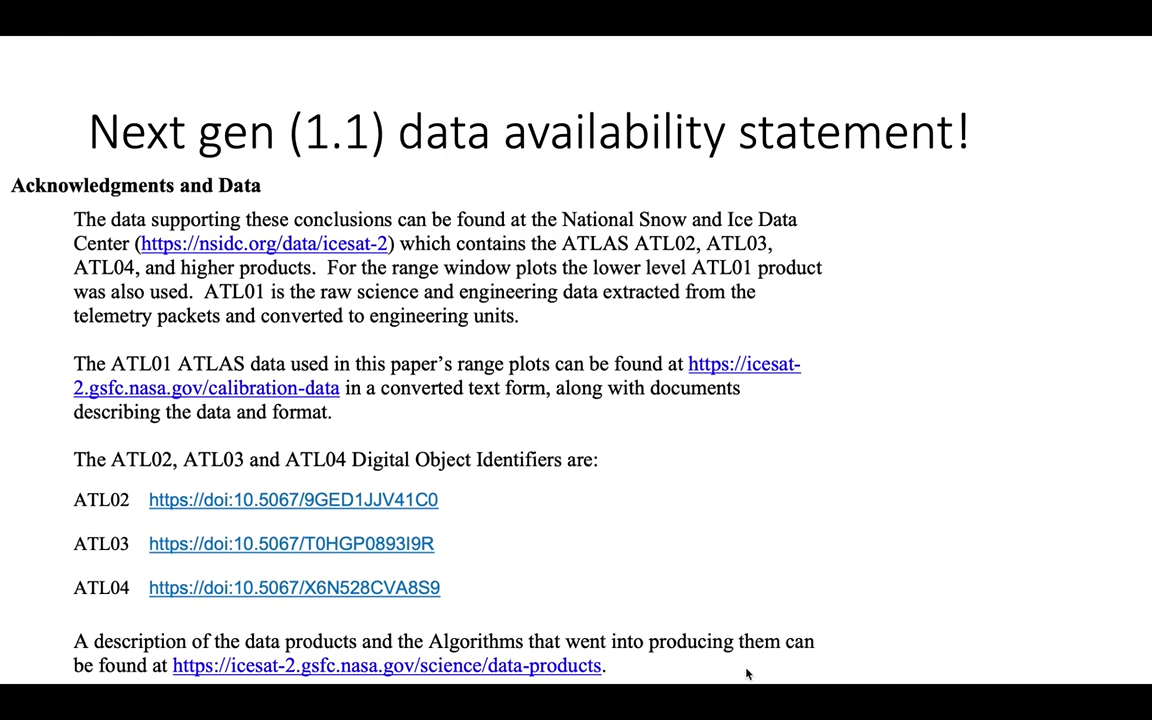 Next gen (1.1) data availability statement!
Acknowledgments and Data
The data supporting these conclusions can be found at the National Snow and Ice Data
Center (https://nsidc.org/data/icesat-2) which contains the ATLAS ATL02, ATL03,
ATL04, and higher products.  For the range window plots the lower level ATL01 product
was also used.  ATL01 is the raw science and engineering data extracted from the
telemetry packets and converted to engineering units.
The ATL01 ATLAS data used in this paper’s range plots can be found at https://icesat-
2.gsfc.nasa.gov/calibration-data in a converted text form, along with documents
describing the data and format.
The ATL02, ATL03 and ATL04 Digital Object Identifiers are:
ATL02 https://doi:10.5067/9GED1JJV41C0
ATL03 https://doi:10.5067/T0HGP0893I9R
ATL04 https://doi:10.5067/X6N528CVA8S9
A description of the data products and the Algorithms that went into producing them can
be found at https://icesat-2.gsfc.nasa.gov/science/data-products.